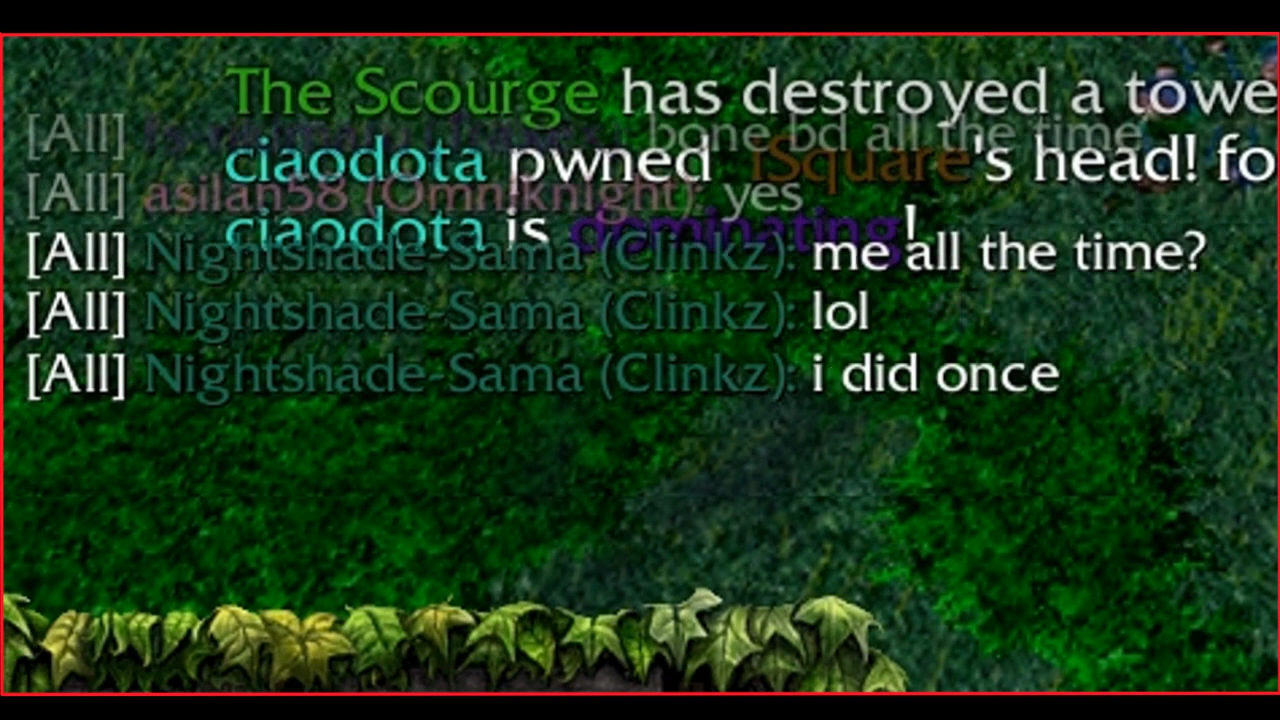 The Scourge has destroyed a towe
[All] bone bd all the time
ciaodota pwned iSquare's head! fo
[All] asilan58 (Omniknight): yes
ciaodota is dominating!
[All] Nightshade-Sama (Clinkz): me all the time?
[All] Nightshade-Sama (Clinkz): lol
[All] Nightshade-Sama (Clinkz): i did once